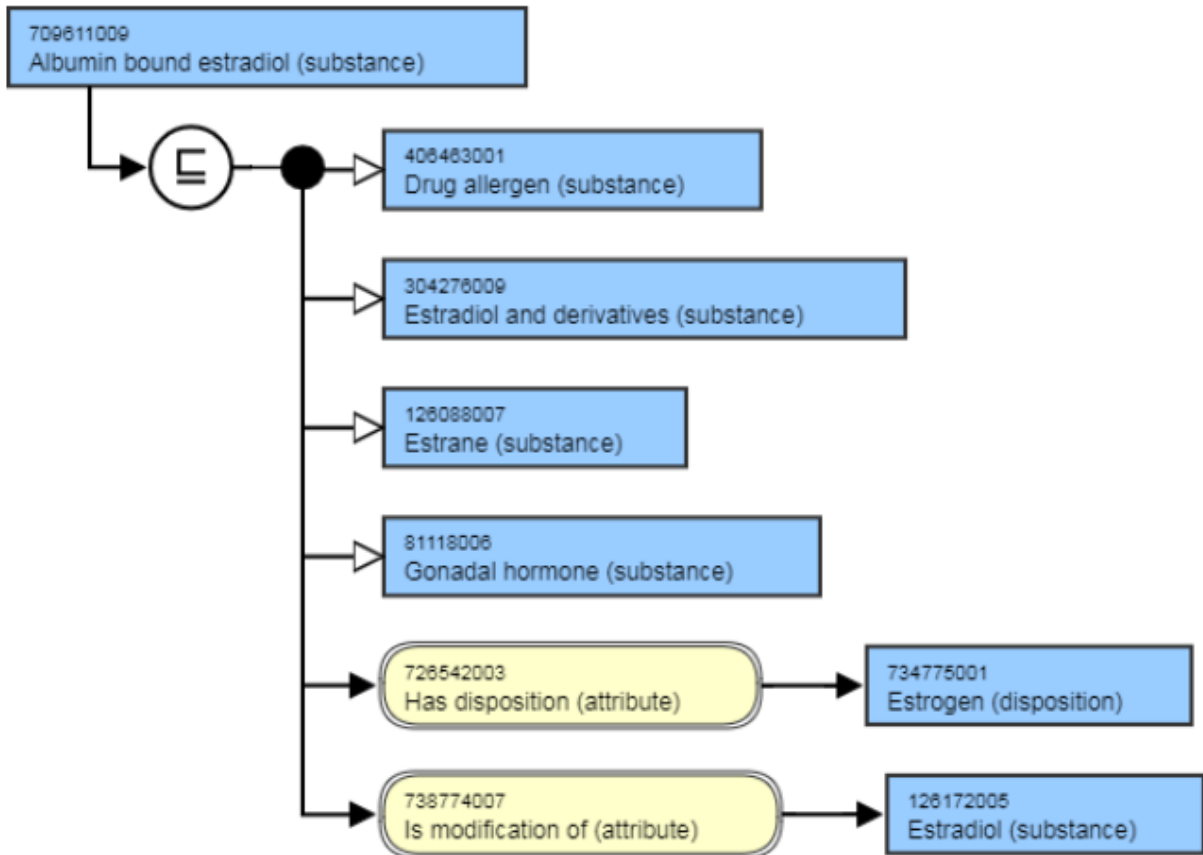 709611009
Albumin bound estradiol (substance)
⊑
406463001
Drug allergen (substance)
304276009
Estradiol and derivatives (substance)
126088007
Estrane (substance)
81118006
Gonadal hormone (substance)
726542003
Has disposition (attribute)
734775001
Estrogen (disposition)
738774007
Is modification of (attribute)
126172005
Estradiol (substance)